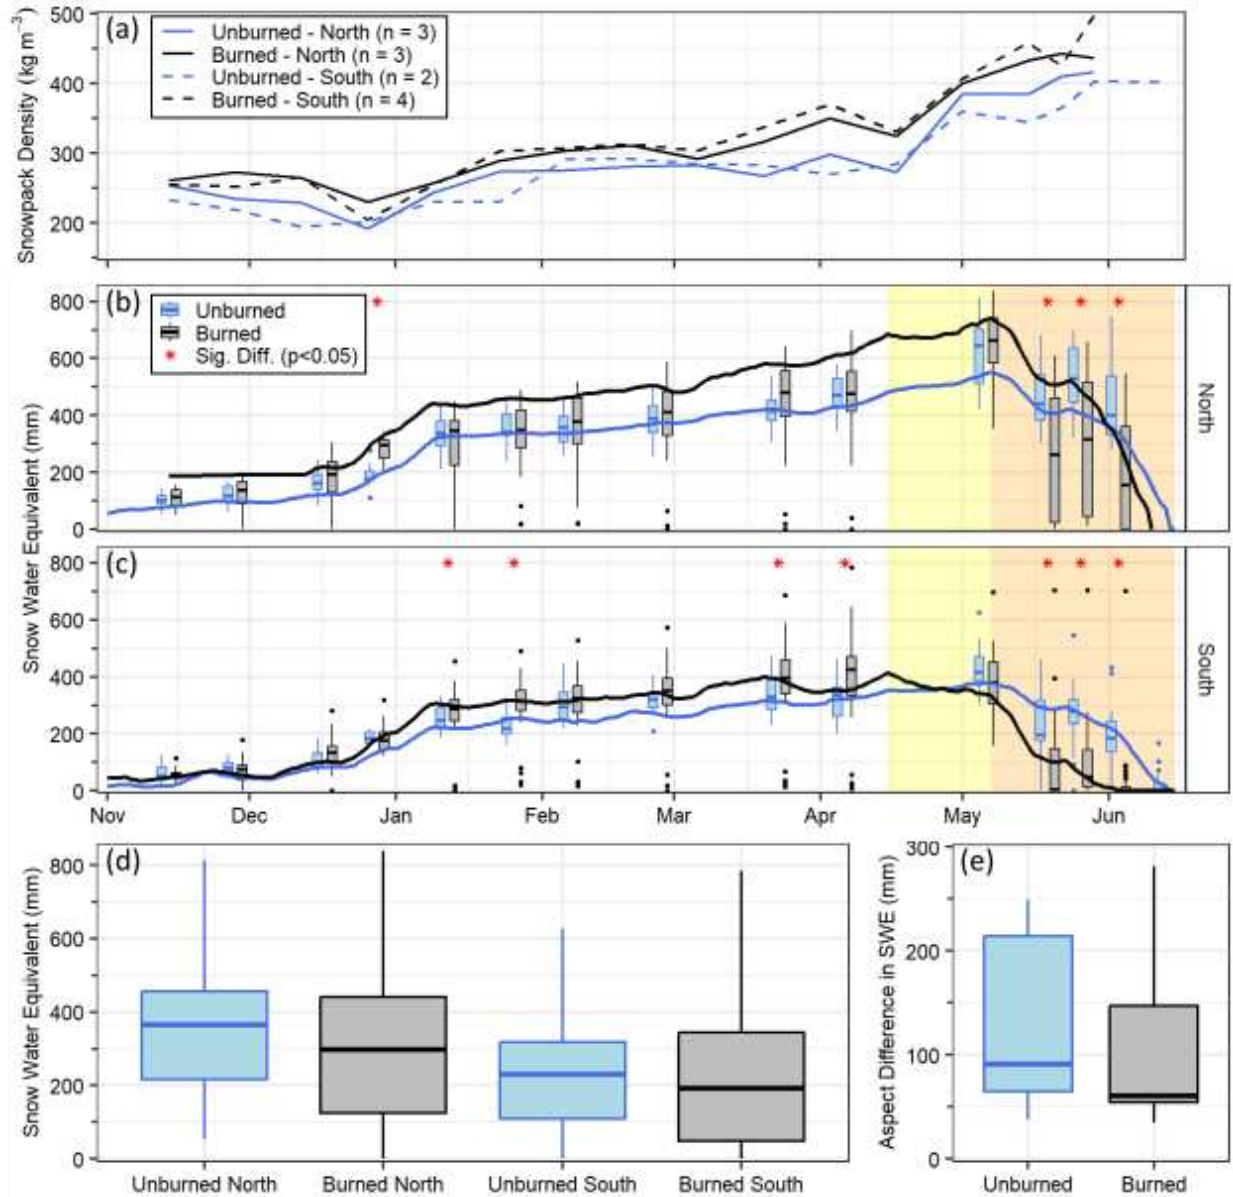 (a)
Unburned - North (n = 3)
Burned - North (n = 3)
Unburned - South (n = 2)
Burned - South (n = 4)
Snowpack Density (kg m⁻³)
500
400
300
200
(b)
Unburned
Burned
* Sig. Diff. (p<0.05)
800
600
400
200
0
North
Snow Water Equivalent (mm)
(c)
800
600
400
200
0
South
Nov Dec Jan Feb Mar Apr May Jun
(d)
Snow Water Equivalent (mm)
800
600
400
200
0
Unburned North Burned North Unburned South Burned South
(e)
Aspect Difference in SWE (mm)
300
200
100
0
Unburned Burned